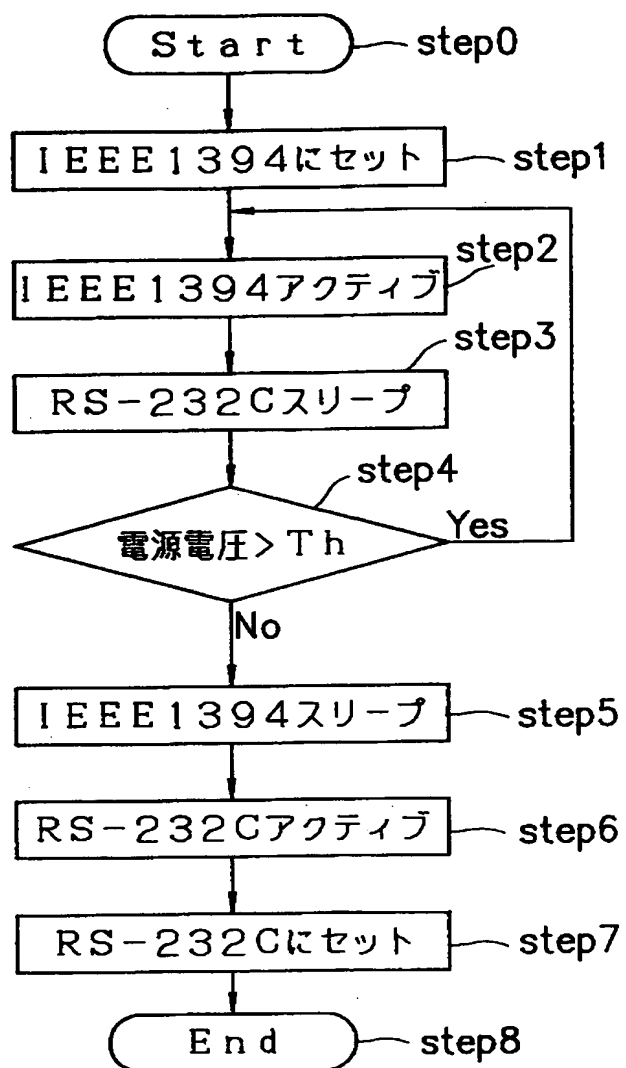 Start
step0
IEEE1394にセット
step1
IEEE1394アクティブ
step2
RS-232Cスリープ
step3
電源電圧>Th
step4
Yes
No
IEEE1394スリープ
step5
RS-232Cアクティブ
step6
RS-232Cにセット
step7
End
step8